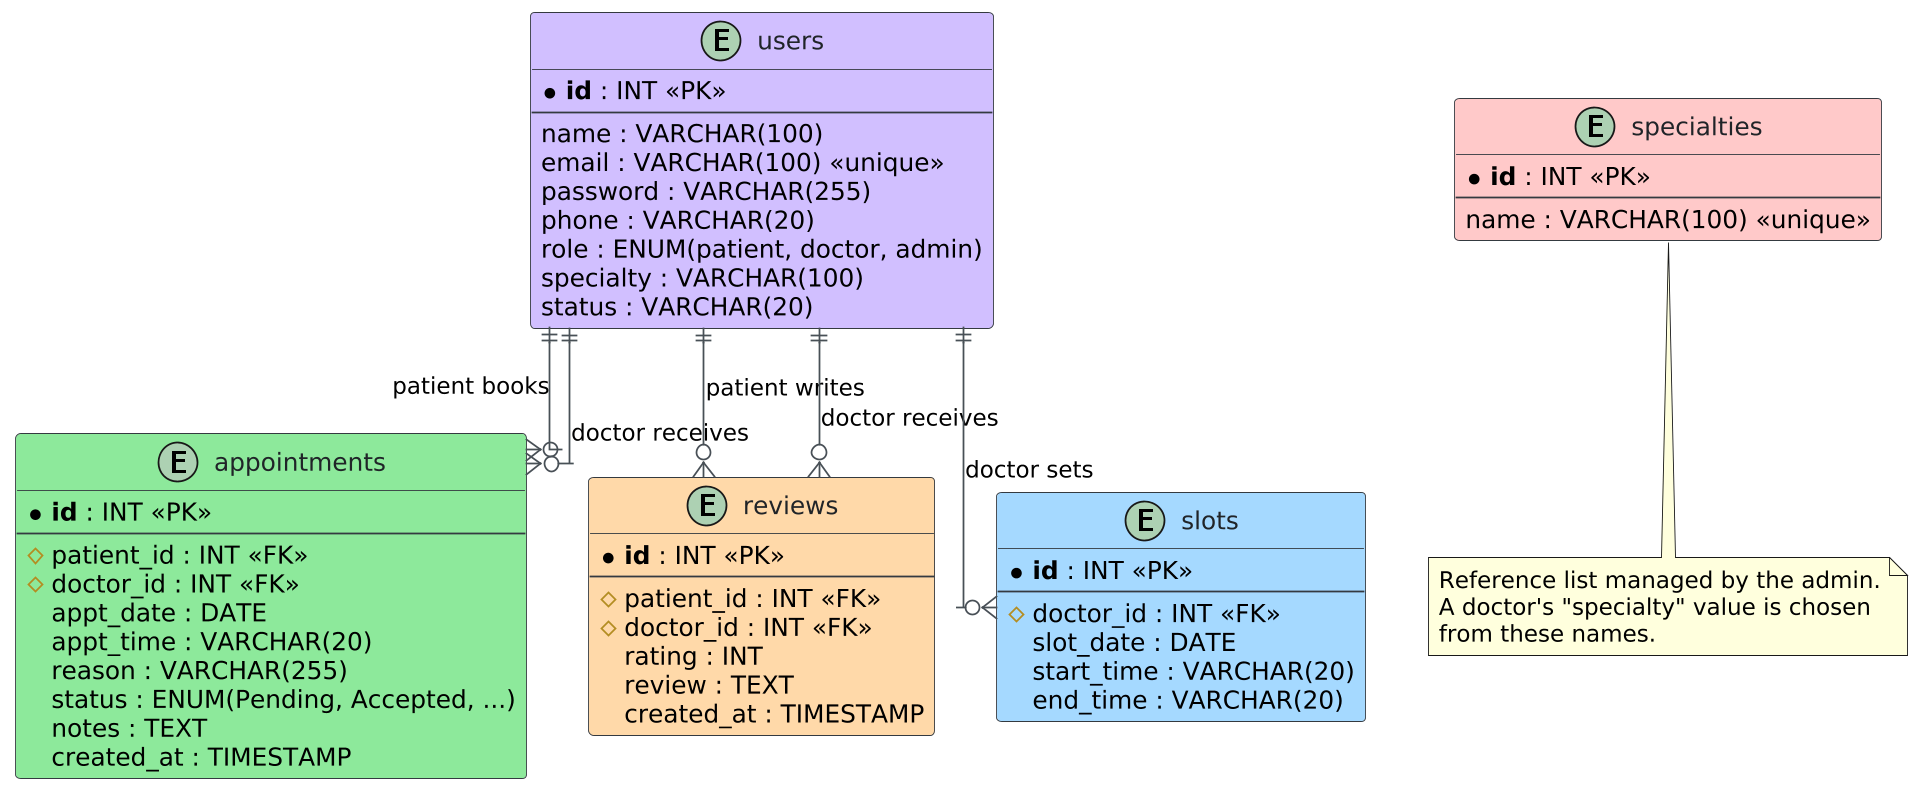 E users
id : INT «PK»
name : VARCHAR(100)
email : VARCHAR(100) «unique»
password : VARCHAR(255)
phone : VARCHAR(20)
role : ENUM(patient, doctor, admin)
specialty : VARCHAR(100)
status : VARCHAR(20)
E specialties
id : INT «PK»
name : VARCHAR(100) «unique»
patient books
doctor receives
patient writes
doctor receives
doctor sets
E appointments
id : INT «PK»
patient_id : INT «FK»
doctor_id : INT «FK»
appt_date : DATE
appt_time : VARCHAR(20)
reason : VARCHAR(255)
status : ENUM(Pending, Accepted, ...)
notes : TEXT
created_at : TIMESTAMP
E reviews
id : INT «PK»
patient_id : INT «FK»
doctor_id : INT «FK»
rating : INT
review : TEXT
created_at : TIMESTAMP
E slots
id : INT «PK»
doctor_id : INT «FK»
slot_date : DATE
start_time : VARCHAR(20)
end_time : VARCHAR(20)
Reference list managed by the admin.
A doctor's "specialty" value is chosen
from these names.